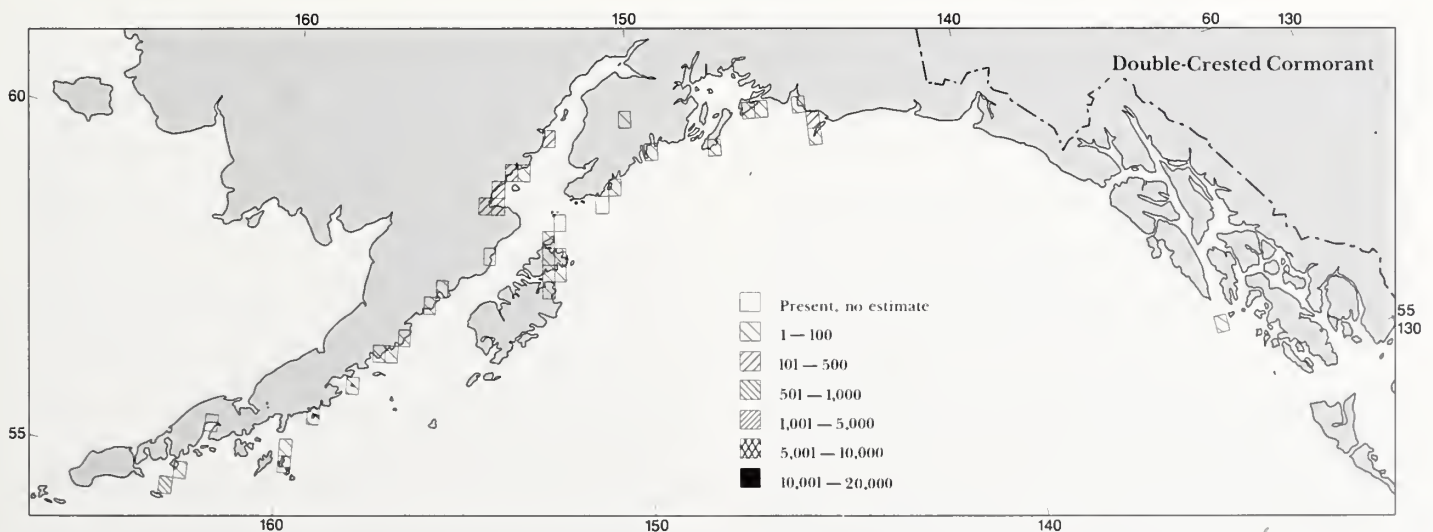 160 150 140 60 130
Double-Crested Cormorant
60
Present, no estimate
55
130
1 — 100
101 — 500
501 — 1,000
1,001 — 5,000
55
5,001 — 10,000
10,001 — 20,000
160 150 140